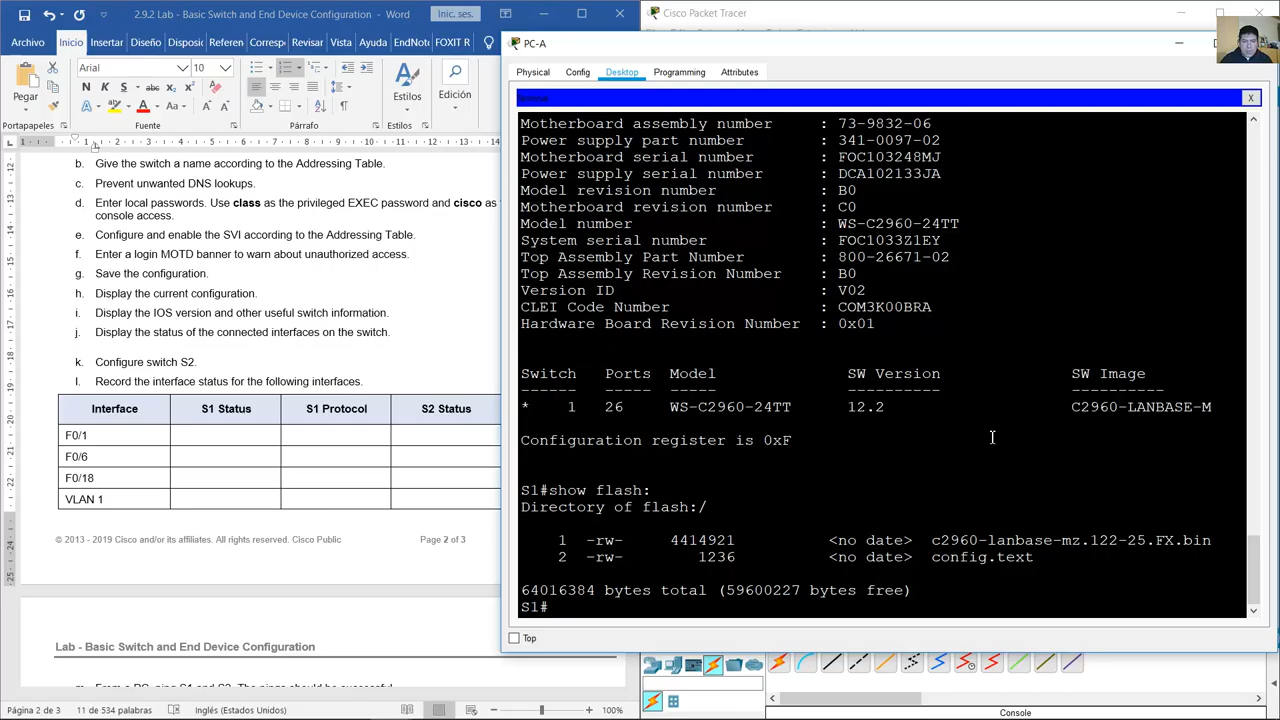 2.9.2 Lab - Basic Switch and End Device Configuration - Word
Inic. ses.
Cisco Packet Tracer
Archivo
Inicio
Insertar
Diseño
Disposic
Referen
Corresp
Revisar
Vista
Ayuda
EndNote
FOXIT R
Pegar
Arial
10
Estilos
Edición
Portapapeles
Fuente
Párrafo
Estilos
PC-A
Physical
Config
Desktop
Programming
Attributes
X
Motherboard assembly number : 73-9832-06
Power supply part number : 341-0097-02
Motherboard serial number : FOC103248MJ
Power supply serial number : DCA102133JA
Model revision number : B0
Motherboard revision number : C0
Model number : WS-C2960-24TT
System serial number : FOC1033Z1EY
Top Assembly Part Number : 800-26671-02
Top Assembly Revision Number : B0
Version ID : V02
CLEI Code Number : COM3K00BRA
Hardware Board Revision Number : 0x01
Switch Ports Model SW Version SW Image
------ ----- ----- ---------- ----------
* 1 26 WS-C2960-24TT 12.2 C2960-LANBASE-M
Configuration register is 0xF
S1#show flash:
Directory of flash:/
1 -rw- 4414921 <no date> c2960-lanbase-mz.122-25.FX.bin
2 -rw- 1236 <no date> config.text
64016384 bytes total (59600227 bytes free)
S1#
Top
b. Give the switch a name according to the Addressing Table.
c. Prevent unwanted DNS lookups.
d. Enter local passwords. Use class as the privileged EXEC password and cisco as
console access.
e. Configure and enable the SVI according to the Addressing Table.
f. Enter a login MOTD banner to warn about unauthorized access.
g. Save the configuration.
h. Display the current configuration.
i. Display the IOS version and other useful switch information.
j. Display the status of the connected interfaces on the switch.
k. Configure switch S2.
l. Record the interface status for the following interfaces.
Interface S1 Status S1 Protocol S2 Status
F0/1
F0/6
F0/18
VLAN 1
© 2013 - 2019 Cisco and/or its affiliates. All rights reserved. Cisco Public Page 2 of 3
Lab - Basic Switch and End Device Configuration
Página 2 de 3
11 de 534 palabras
Inglés (Estados Unidos)
100%
Console